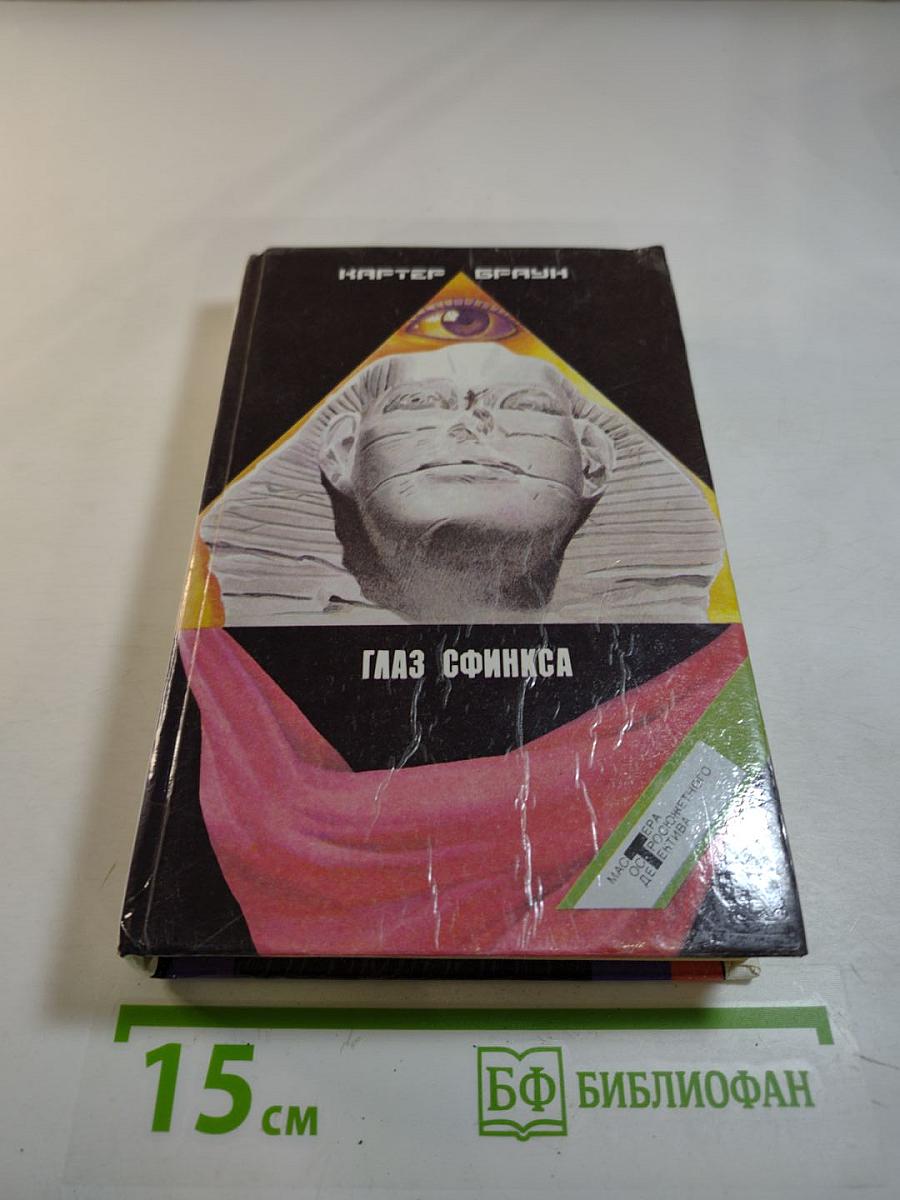 КАРТЕР БРАУН
ГЛАЗ СФИНКСА
МАСТЕРА
ОСТРОСЮЖЕТНОГО
ДЕТЕКТИВА
15 см
БФ БИБЛИОФАН